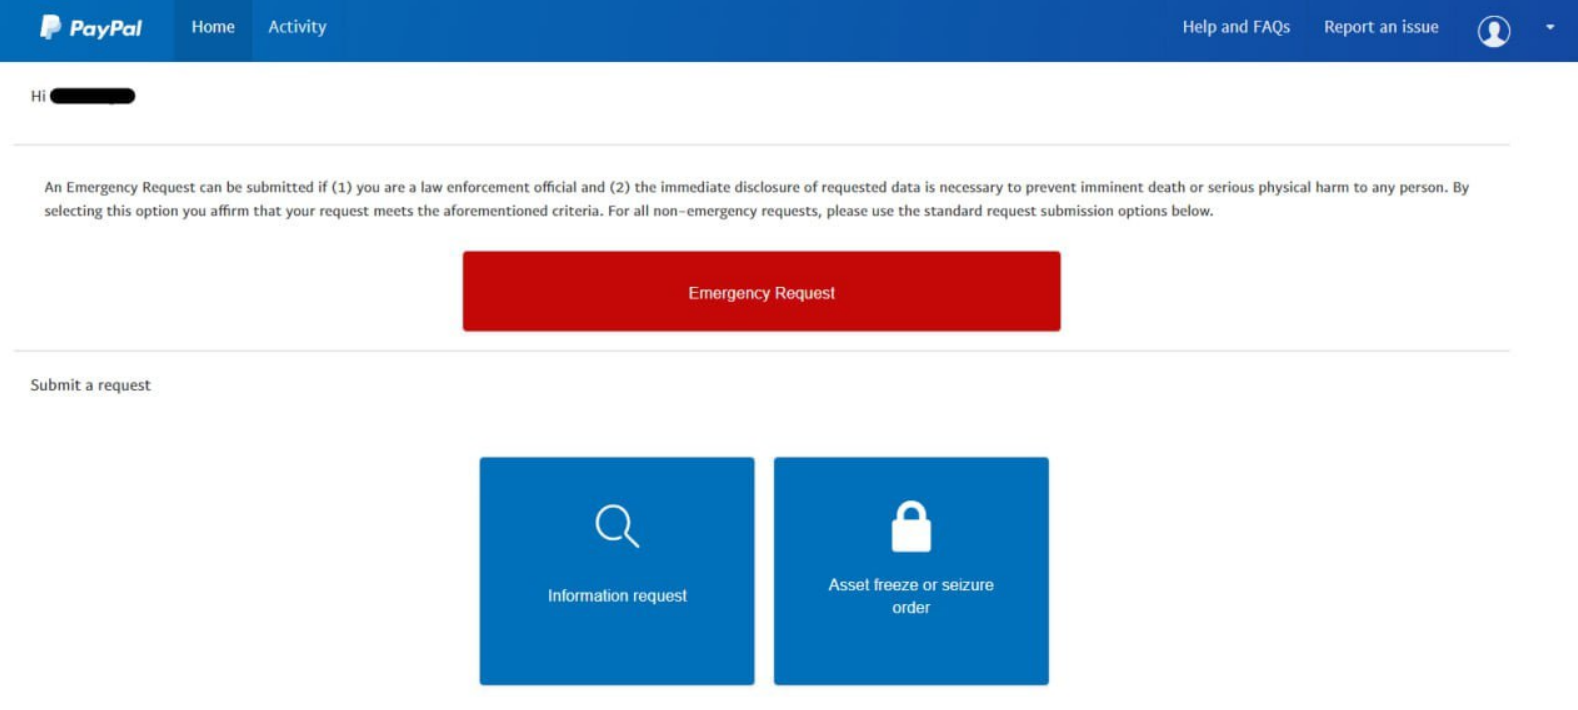 PayPal Home Activity Help and FAQs Report an issue
Hi
An Emergency Request can be submitted if (1) you are a law enforcement official and (2) the immediate disclosure of requested data is necessary to prevent imminent death or serious physical harm to any person. By
selecting this option you affirm that your request meets the aforementioned criteria. For all non-emergency requests, please use the standard request submission options below.
Emergency Request
Submit a request
Information request
Asset freeze or seizure
order